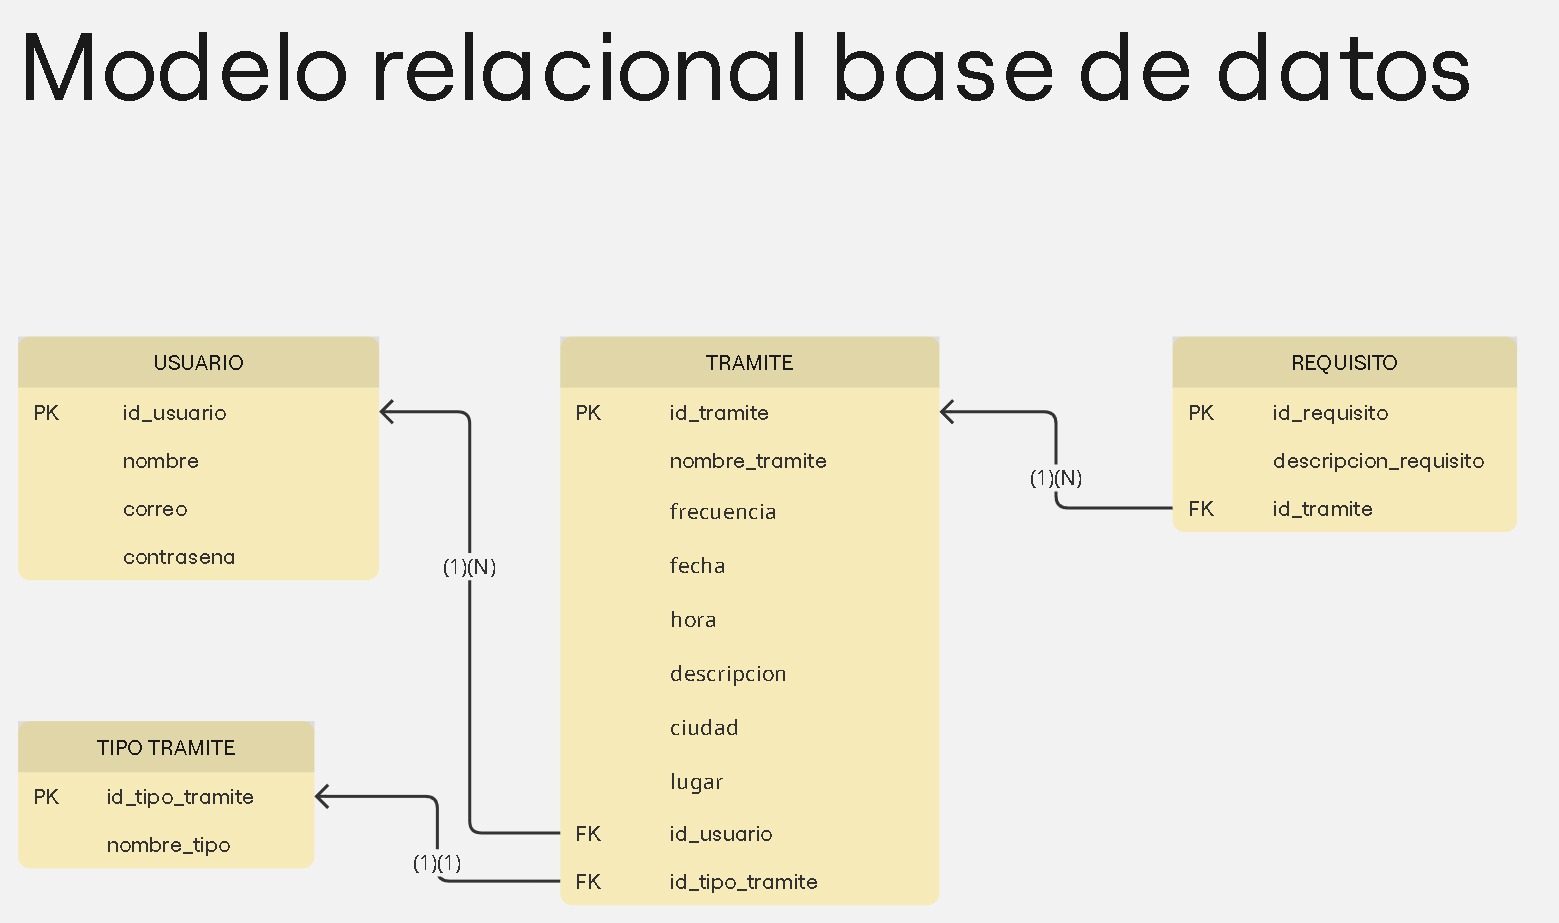 Modelo relacional base de datos
USUARIO
PK id_usuario
nombre
correo
contrasena
(1)(N)
TIPO TRAMITE
PK id_tipo_tramite
nombre_tipo
(1)(1)
TRAMITE
PK id_tramite
nombre_tramite
frecuencia
fecha
hora
descripcion
ciudad
lugar
FK id_usuario
FK id_tipo_tramite
(1)(N)
REQUISITO
PK id_requisito
descripcion_requisito
FK id_tramite